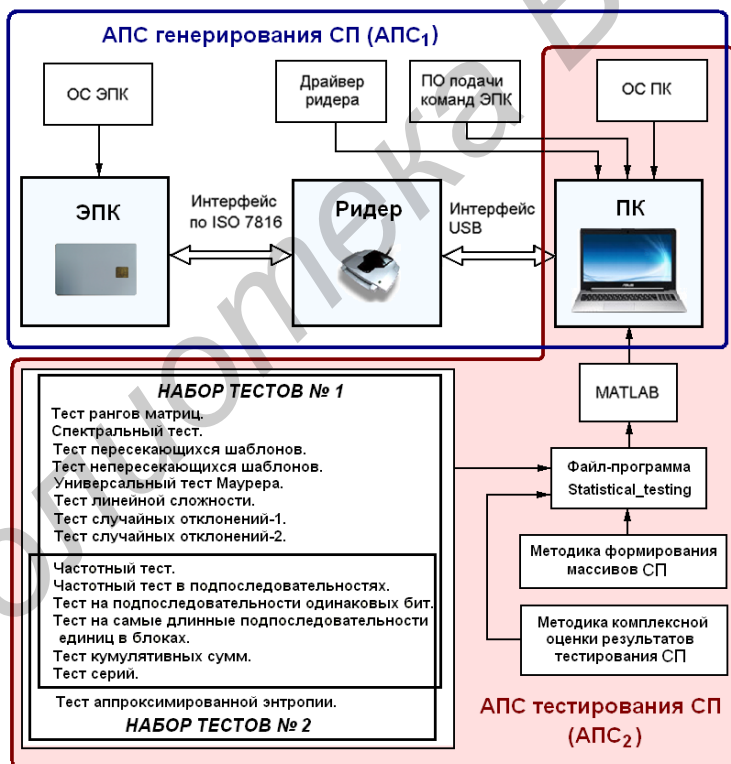 АПС генерирования СП (АПС₁)
ОС ЭПК
Драйвер
ридера
ПО подачи
команд ЭПК
ОС ПК
ЭПК
Интерфейс
по ISO 7816
Ридер
Интерфейс
USB
ПК
MATLAB
Файл-программа
Statistical_testing
Методика формирования
массивов СП
Методика комплексной
оценки результатов
тестирования СП
НАБОР ТЕСТОВ № 1
Тест рангов матриц.
Спектральный тест.
Тест пересекающихся шаблонов.
Тест непересекающихся шаблонов.
Универсальный тест Маурера.
Тест линейной сложности.
Тест случайных отклонений-1.
Тест случайных отклонений-2.
Частотный тест.
Частотный тест в подпоследовательностях.
Тест на подпоследовательности одинаковых бит.
Тест на самые длинные подпоследовательности
единиц в блоках.
Тест кумулятивных сумм.
Тест серий.
Тест аппроксимированной энтропии.
НАБОР ТЕСТОВ № 2
АПС тестирования СП
(АПС₂)